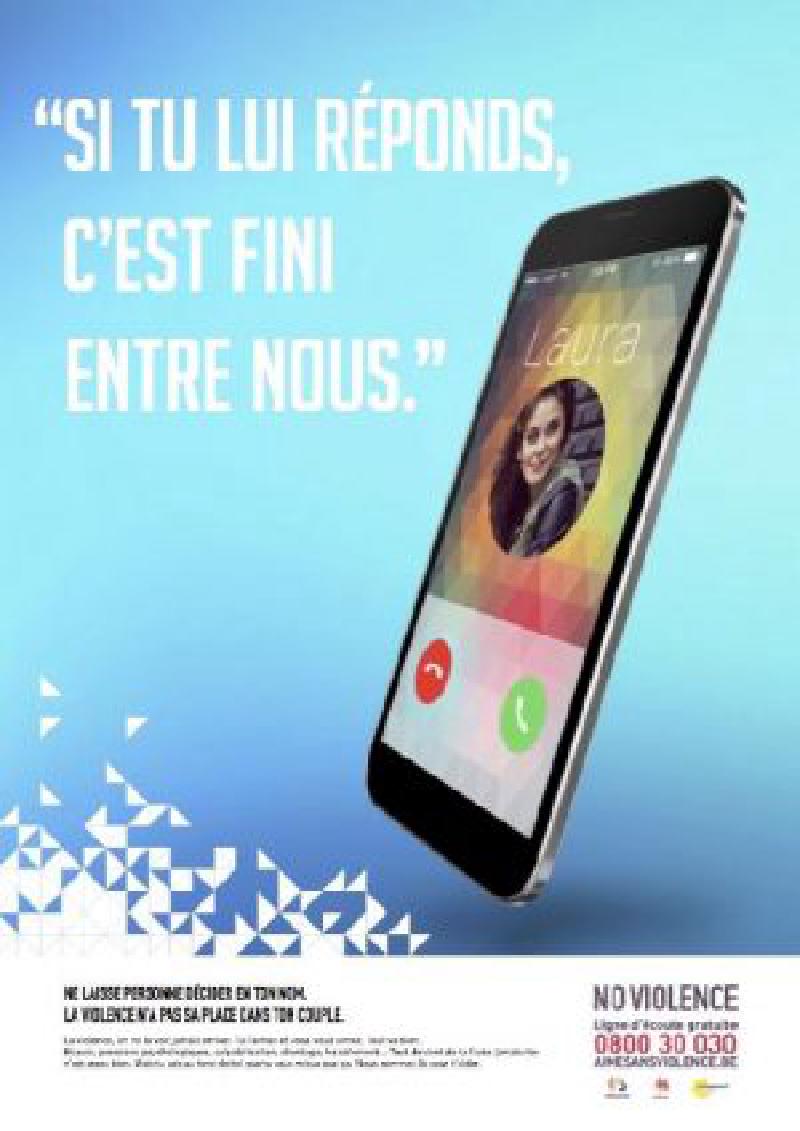 “SI TU LUI RÉPONDS,
C’EST FINI
ENTRE NOUS.”
Laura
NE LAISSE PERSONNE DÉCIDER EN TON NOM.
LA VIOLENCE N’A PAS SA PLACE DANS TON COUPLE.
NO VIOLENCE
Ligne d’écoute gratuite
0800 30 030
AIMESANSVIOLENCE.BE